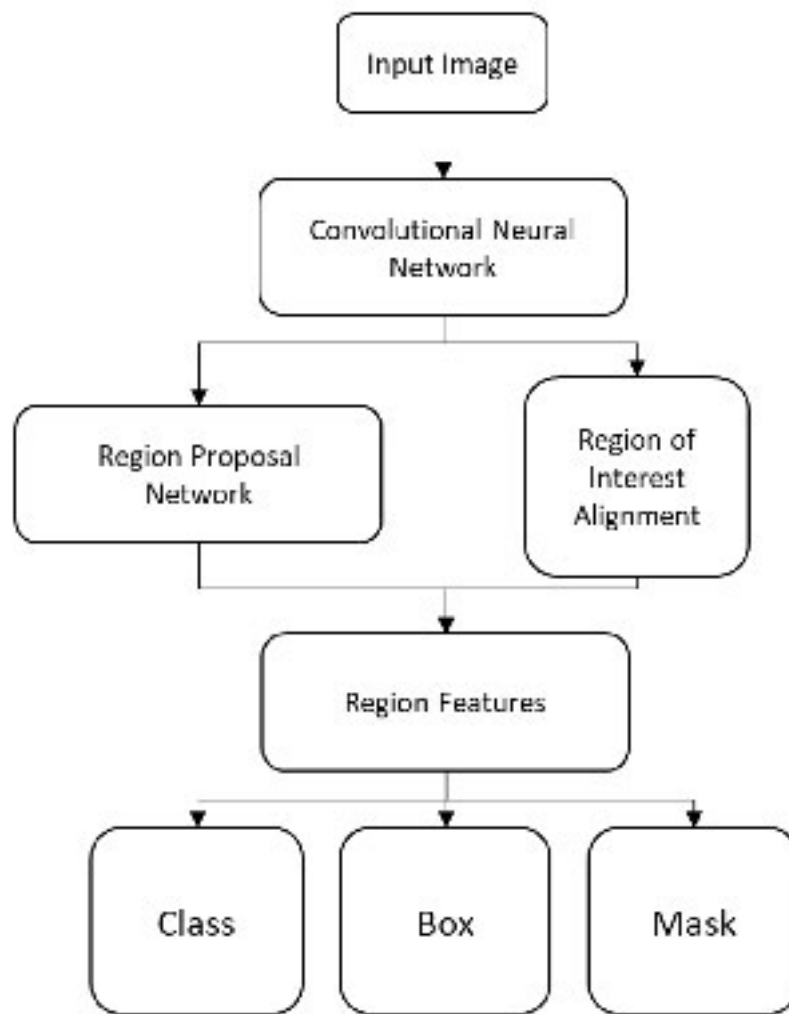 Input Image
Convolutional Neural
Network
Region Proposal
Network
Region of
Interest
Alignment
Region Features
Class
Box
Mask